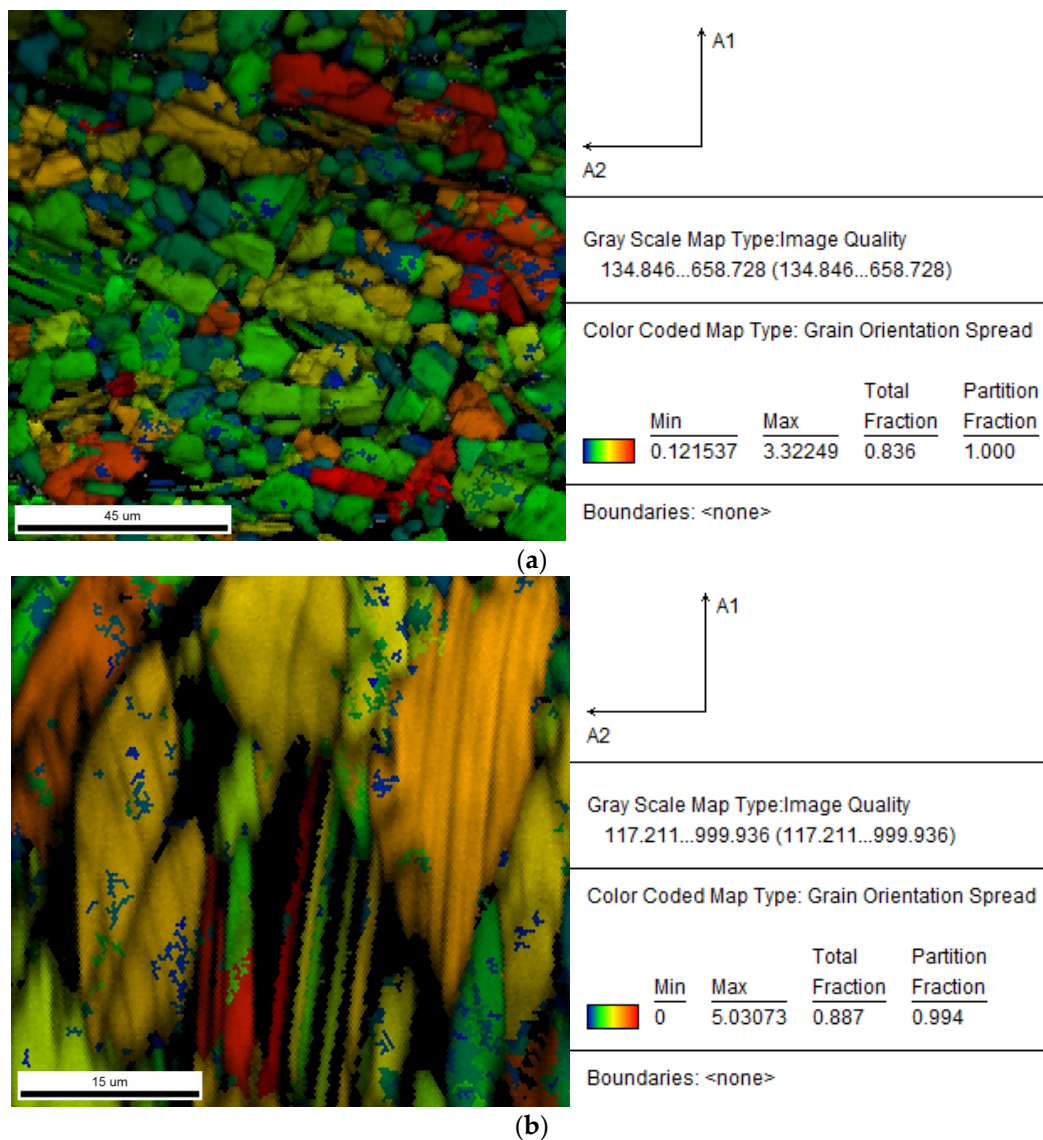 A1
A2
Gray Scale Map Type:Image Quality
134.846...658.728 (134.846...658.728)
Color Coded Map Type: Grain Orientation Spread
Total Partition
Min Max Fraction Fraction
0.121537 3.32249 0.836 1.000
Boundaries: <none>
45 um
(a)
A1
A2
Gray Scale Map Type:Image Quality
117.211...999.936 (117.211...999.936)
Color Coded Map Type: Grain Orientation Spread
Total Partition
Min Max Fraction Fraction
0 5.03073 0.887 0.994
Boundaries: <none>
15 um
(b)